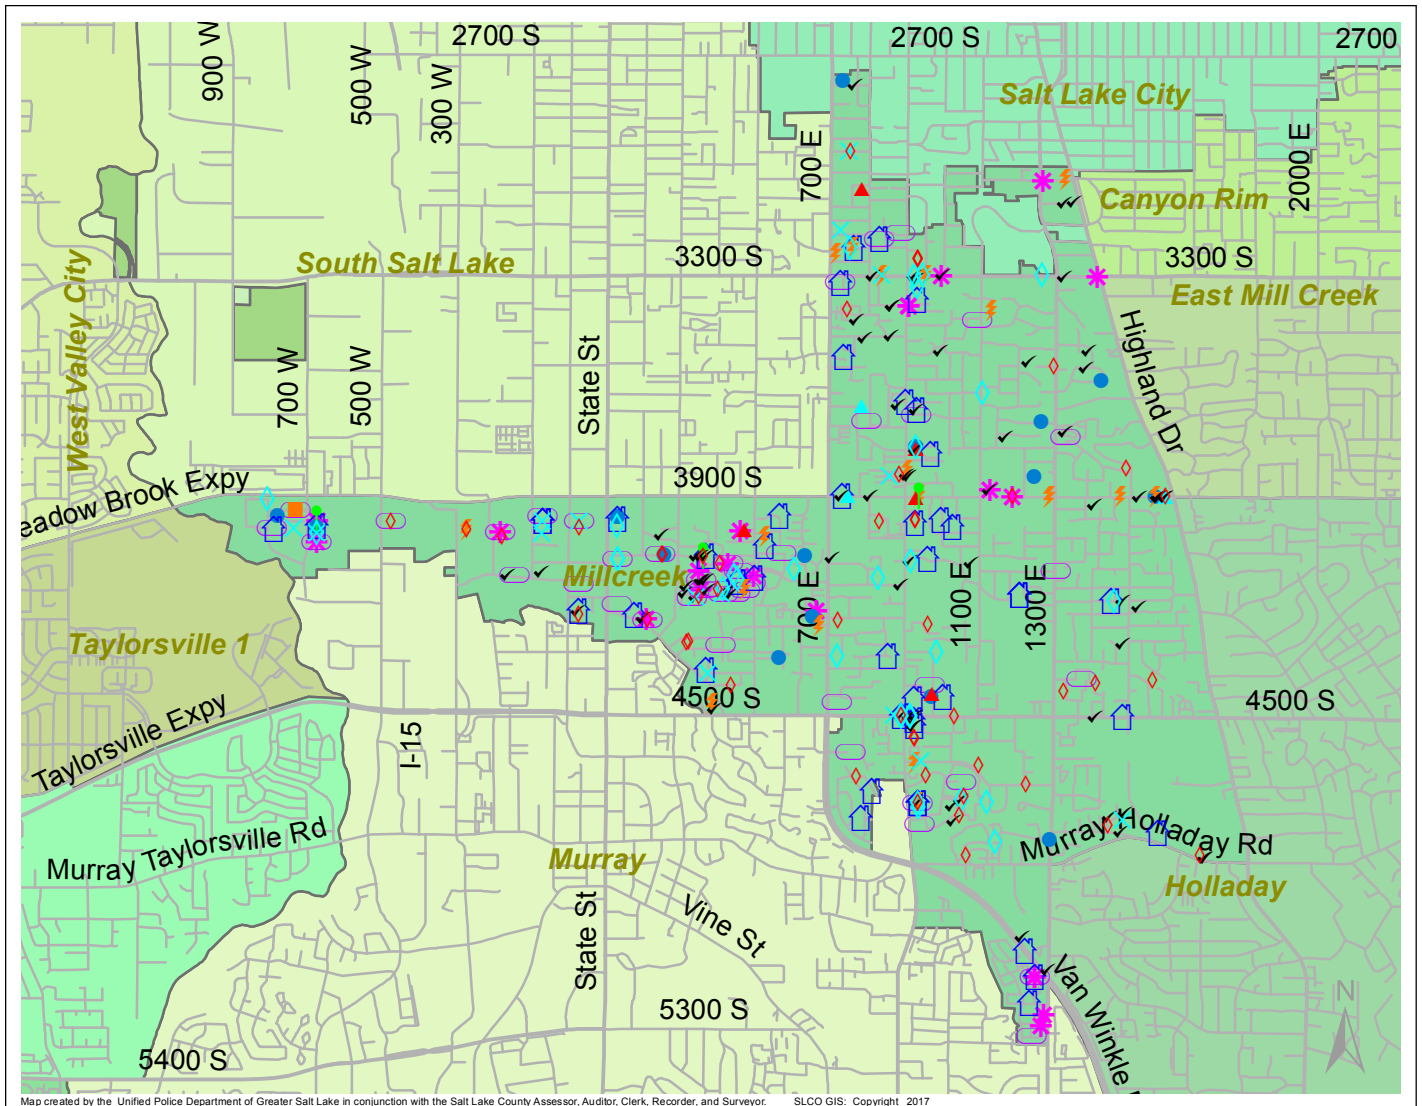 2700 S
2700 S
2700
900 W
500 W
300 W
Salt Lake City
700 E
2000 E
Canyon Rim
3300 S
3300 S
South Salt Lake
West Valley City
East Mill Creek
Highland Dr
State St
700 W
500 W
3900 S
eadow Brook Expy
Millcreek
700 E
1100 E
1300 E
Taylorsville 1
4500 S
4500 S
Taylorsville Expy
I-15
Murray Taylorsville Rd
Murray Holladay Rd
Murray
Holladay
Vine St
State St
Van Winkle
5300 S
N
5400 S
Map created by the Unified Police Department of Greater Salt Lake in conjunction with the Salt Lake County Assessor, Auditor, Clerk, Recorder, and Surveyor. SLCO GIS: Copyright 2017